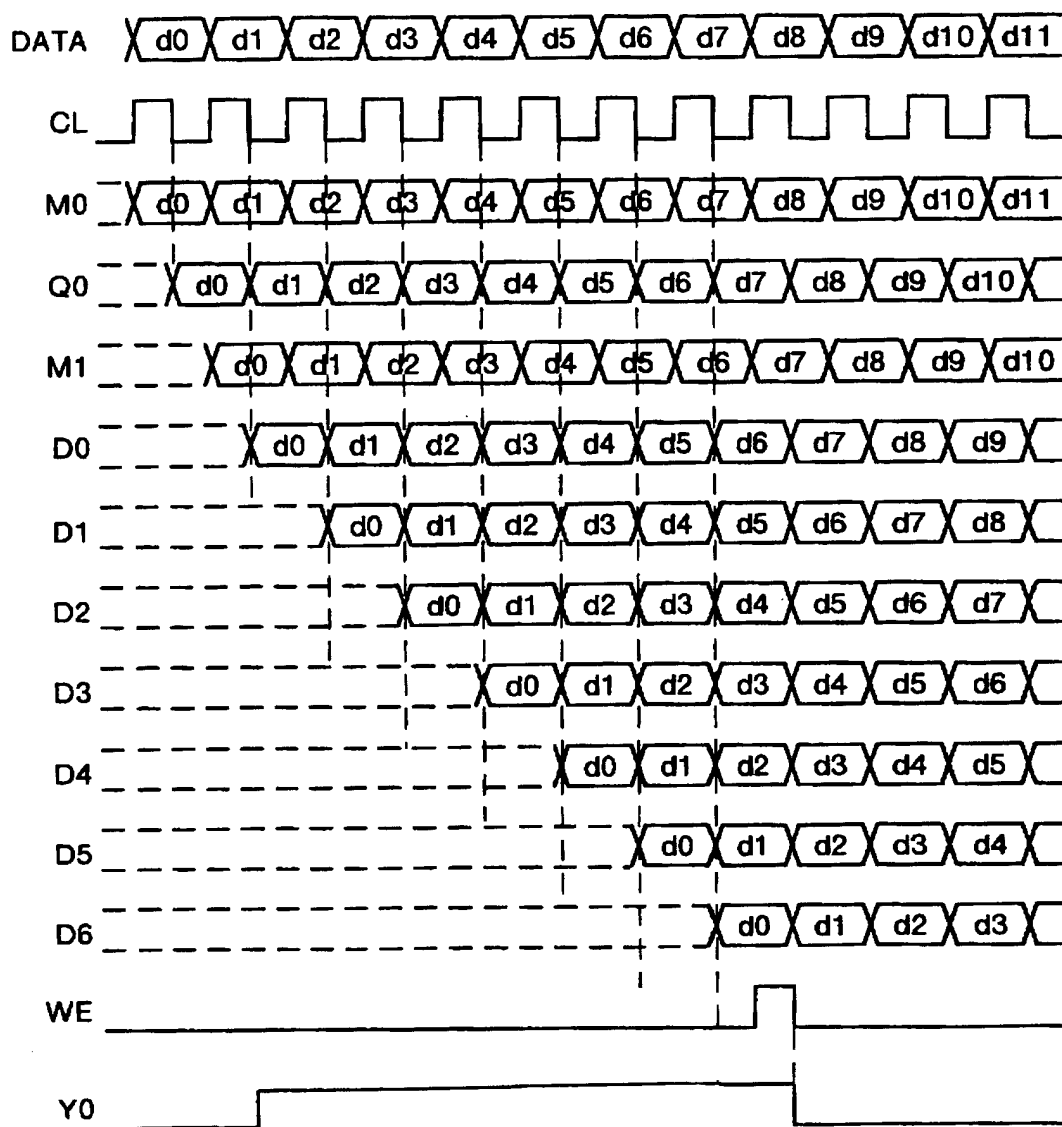 DATA d0 d1 d2 d3 d4 d5 d6 d7 d8 d9 d10 d11
CL
M0 d0 d1 d2 d3 d4 d5 d6 d7 d8 d9 d10 d11
Q0 d0 d1 d2 d3 d4 d5 d6 d7 d8 d9 d10
M1 d0 d1 d2 d3 d4 d5 d6 d7 d8 d9 d10
D0 d0 d1 d2 d3 d4 d5 d6 d7 d8 d9
D1 d0 d1 d2 d3 d4 d5 d6 d7 d8
D2 d0 d1 d2 d3 d4 d5 d6 d7
D3 d0 d1 d2 d3 d4 d5 d6
D4 d0 d1 d2 d3 d4 d5
D5 d0 d1 d2 d3 d4
D6 d0 d1 d2 d3
WE
Y0